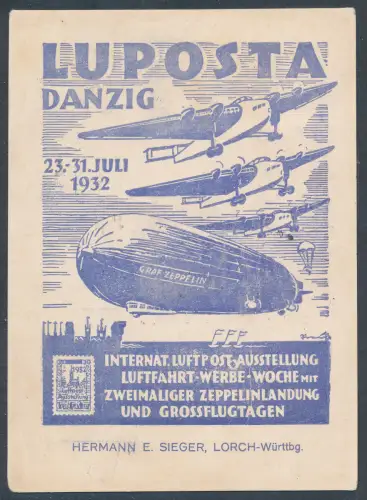 LUPOSTA
DANZIG
23.-31. JULI
1932
GRAF ZEPPELIN
INTERNAT. LUFTPOST-AUSSTELLUNG
LUFTFAHRT-WERBE-WOCHE MIT
ZWEIMALIGER ZEPPELINLANDUNG
UND GROSSFLUGTAGEN
1932
HERMANN E. SIEGER, LORCH-Württbg.